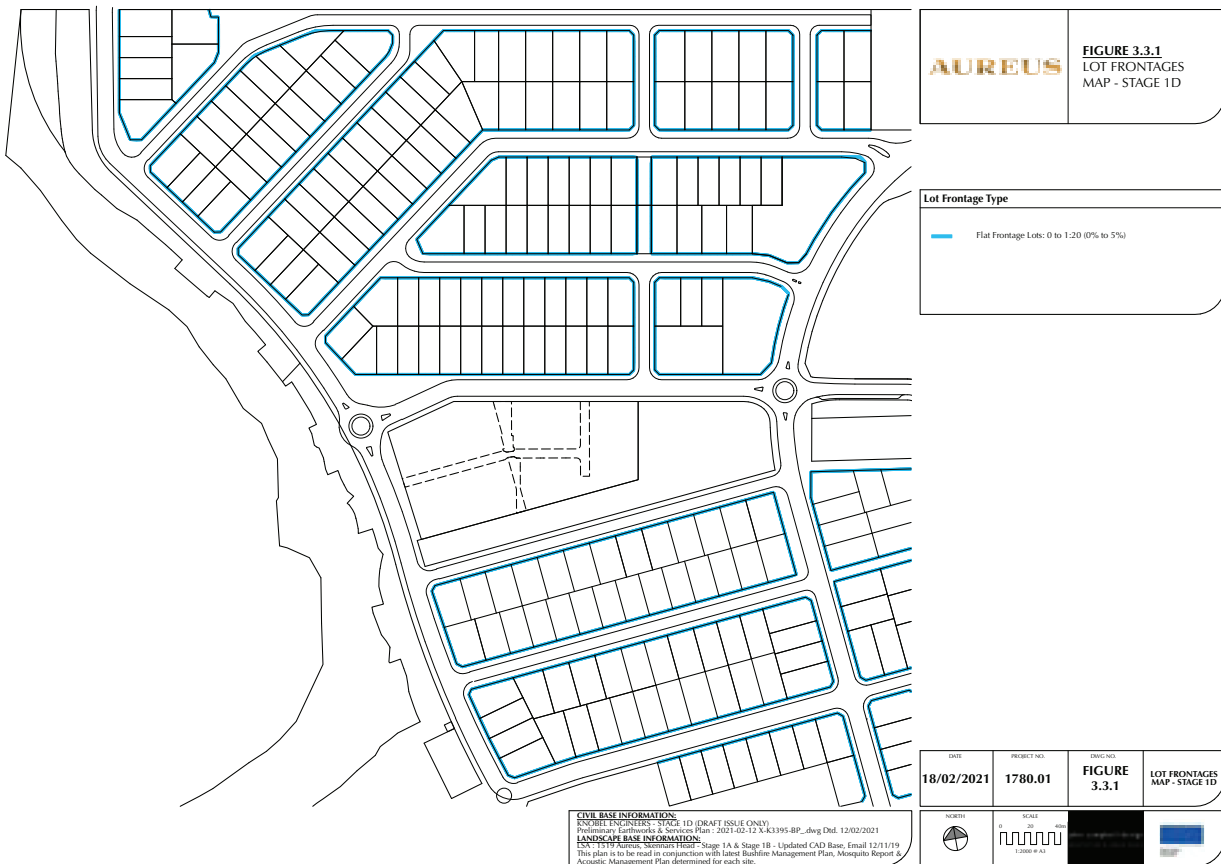 AUREUS
FIGURE 3.3.1
LOT FRONTAGES
MAP - STAGE 1D
Lot Frontage Type
Flat Frontage Lots: 0 to 1:20 (0% to 5%)
DATE
18/02/2021
PROJECT NO.
1780.01
DWG NO.
FIGURE
3.3.1
LOT FRONTAGES
MAP - STAGE 1D
NORTH
SCALE
0 20 40m
1:2000 @ A3
CIVIL BASE INFORMATION:
KNOBEL ENGINEERS - STAGE 1D (DRAFT ISSUE ONLY)
Preliminary Earthworks & Services Plan : 2021-02-12 X-K3395-BP_.dwg Dtd. 12/02/2021
LANDSCAPE BASE INFORMATION:
LSA : 1519 Aureus, Skennars Head - Stage 1A & Stage 1B - Updated CAD Base, Email 12/11/19
This plan is to be read in conjunction with latest Bushfire Management Plan, Mosquito Report &
Acoustic Management Plan determined for each site.